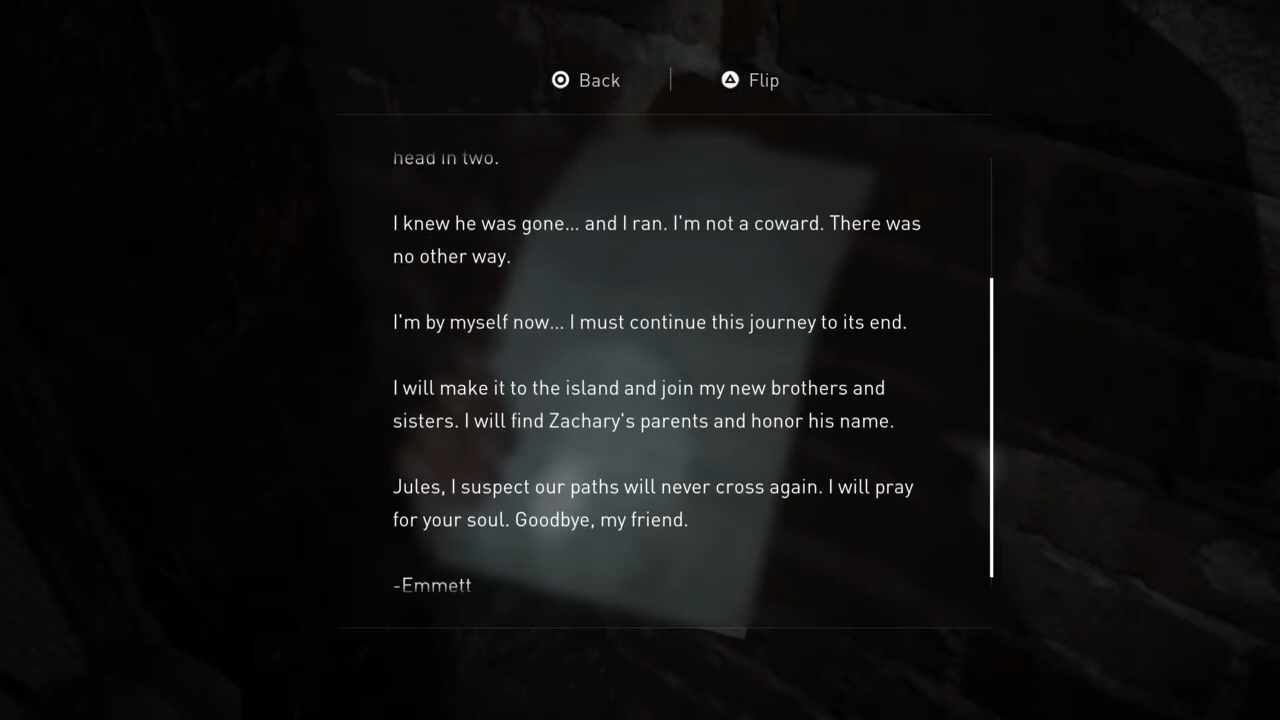 Back
Flip
head in two.
I knew he was gone... and I ran. I'm not a coward. There was
no other way.
I'm by myself now... I must continue this journey to its end.
I will make it to the island and join my new brothers and
sisters. I will find Zachary's parents and honor his name.
Jules, I suspect our paths will never cross again. I will pray
for your soul. Goodbye, my friend.
-Emmett